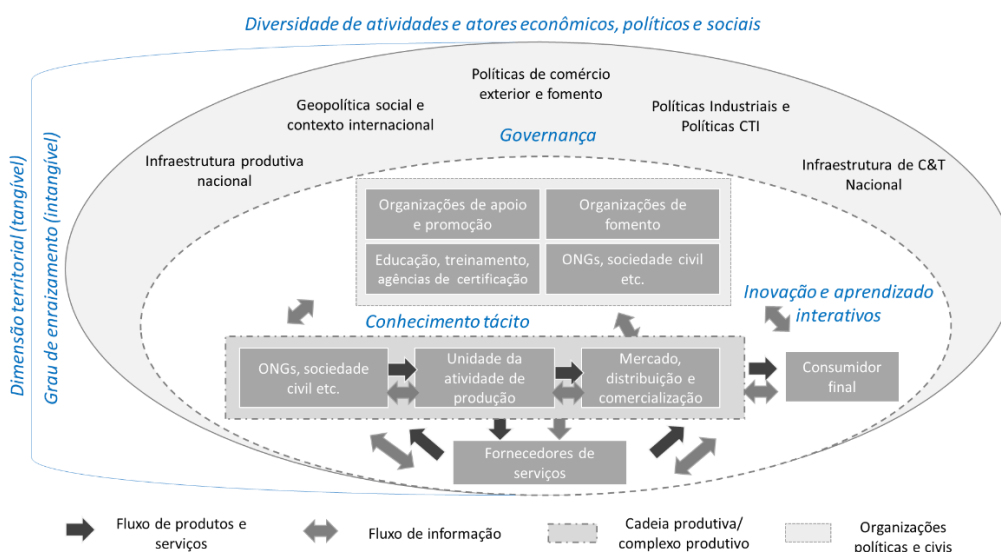 Diversidade de atividades e atores econômicos, políticos e sociais
Dimensão territorial (tangível)
Grau de enraizamento (intangível)
Políticas de comércio
exterior e fomento
Geopolítica social e
contexto internacional
Políticas Industriais e
Políticas CTI
Governança
Infraestrutura produtiva
nacional
Infraestrutura de C&T
Nacional
Organizações de apoio
e promoção
Organizações de
fomento
Educação, treinamento,
agências de certificação
ONGs, sociedade civil
etc.
Inovação e aprendizado
interativos
Conhecimento tácito
ONGs, sociedade
civil etc.
Unidade da
atividade de
produção
Mercado,
distribuição e
comercialização
Consumidor
final
Fornecedores de
serviços
Fluxo de produtos e
serviços
Fluxo de informação
Cadeia produtiva/
complexo produtivo
Organizações
políticas e civis